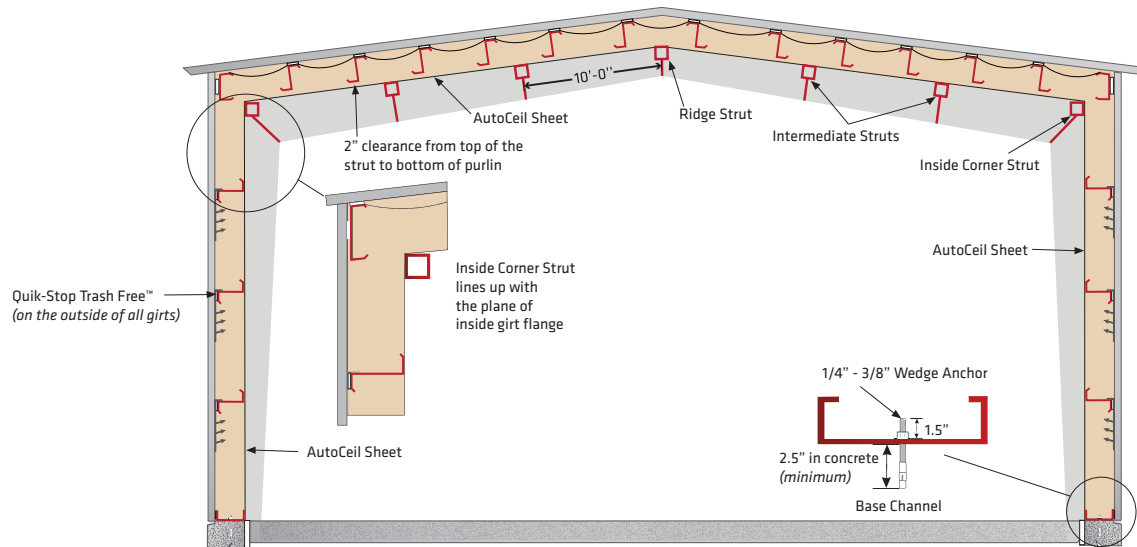 10'-0''
AutoCeil Sheet
2” clearance from top of the
strut to bottom of purlin
Ridge Strut
Intermediate Struts
Inside Corner Strut
AutoCeil Sheet
Inside Corner Strut
lines up with
the plane of
inside girt flange
Quik-Stop Trash Free™
(on the outside of all girts)
1/4” - 3/8” Wedge Anchor
1.5”
2.5” in concrete
(minimum)
Base Channel
AutoCeil Sheet